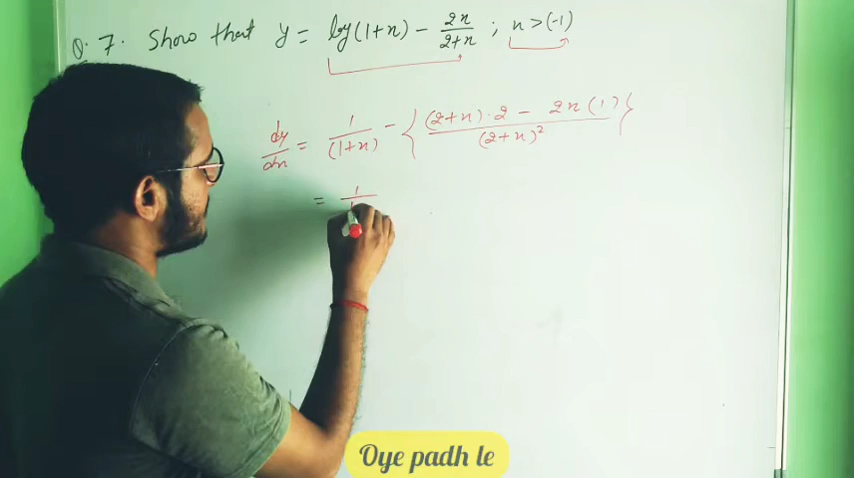 Q. 7. Show that y = log(1+x) - 2x/2+x ; x > (-1)
dy/dx = 1/(1+x) - { (2+x)·2 - 2x(1) / (2+x)² }
= 1/
Oye padh le